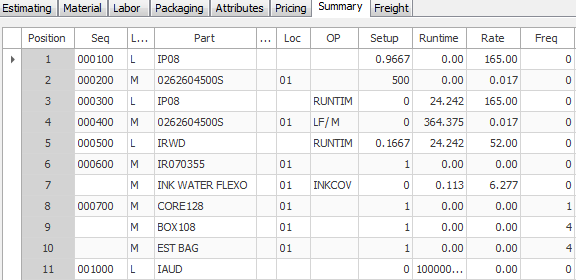 Estimating Material Labor Packaging Attributes Pricing Summary Freight
Position Seq L... Part ... Loc OP Setup Runtime Rate Freq
1 000100 L IP08 0.9667 0.00 165.00 0
2 000200 M 0262604500S 01 500 0.00 0.017 0
3 000300 L IP08 RUNTIM 0 24.242 165.00 0
4 000400 M 0262604500S 01 LF/M 0 364.375 0.017 0
5 000500 L IRWD RUNTIM 0.1667 24.242 52.00 0
6 000600 M IR070355 01 1 0.00 0.00 0
7 M INK WATER FLEXO 01 INKCOV 0 0.113 6.277 0
8 000700 M CORE128 01 1 0.00 0.00 0
9 M BOX108 01 1 0.00 0.00 4
10 M EST BAG 01 1 0.00 0.00 4
11 001000 L IAUD 0 100000... 0.00 0